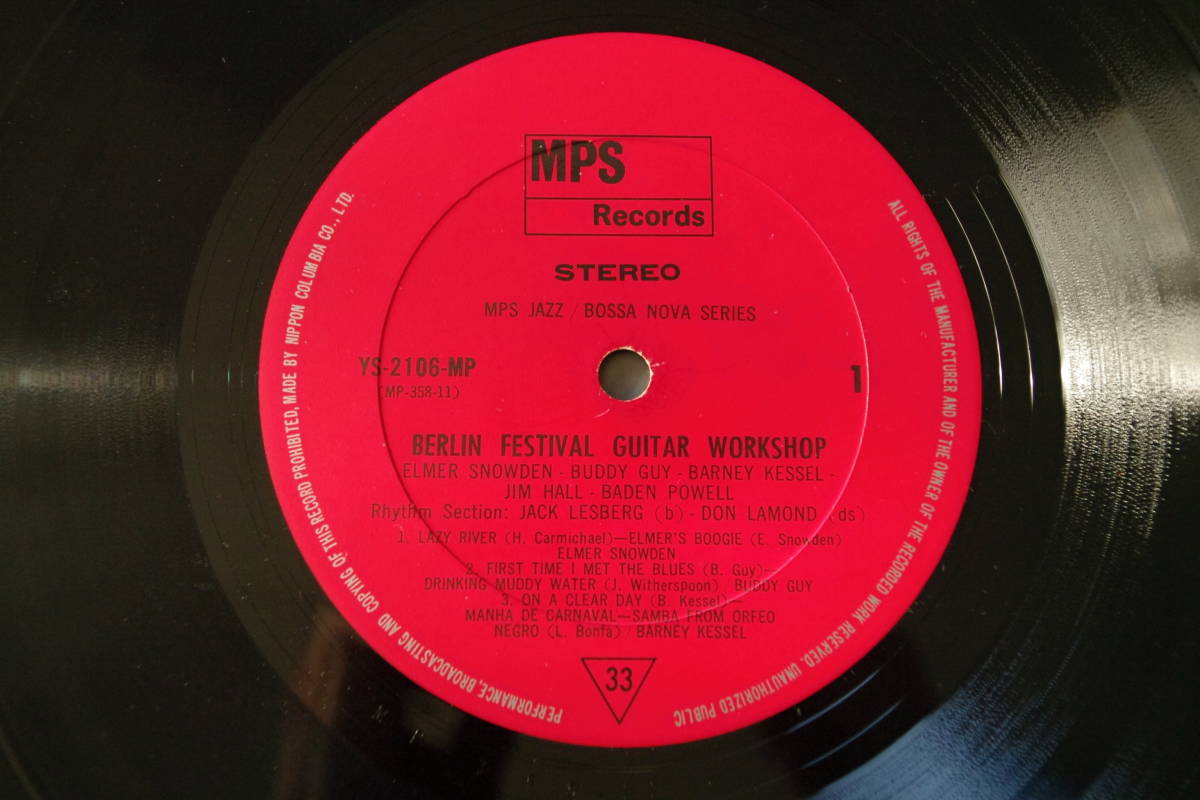 MPS
Records
STEREO
MPS JAZZ / BOSSA NOVA SERIES
YS-2106-MP
(MP-358-11)
1
BERLIN FESTIVAL GUITAR WORKSHOP
ELMER SNOWDEN - BUDDY GUY - BARNEY KESSEL -
JIM HALL - BADEN POWELL
Rhythm Section: JACK LESBERG (b) - DON LAMOND (ds)
1. LAZY RIVER (H. Carmichael)—ELMER'S BOOGIE (E. Snowden)
ELMER SNOWDEN
2. FIRST TIME I MET THE BLUES (B. Guy)—
DRINKING MUDDY WATER (J. Witherspoon) / BUDDY GUY
3. ON A CLEAR DAY (B. Kessel)—
MANHA DE CARNAVAL—SAMBA FROM ORFEO
NEGRO (L. Bonfa) / BARNEY KESSEL
33
ALL RIGHTS OF THE MANUFACTURER AND OF THE OWNER OF THE RECORDED WORK RESERVED. UNAUTHORIZED PUBLIC
PERFORMANCE, BROADCASTING AND COPYING OF THIS RECORD PROHIBITED, MADE BY NIPPON COLUMBIA CO., LTD.